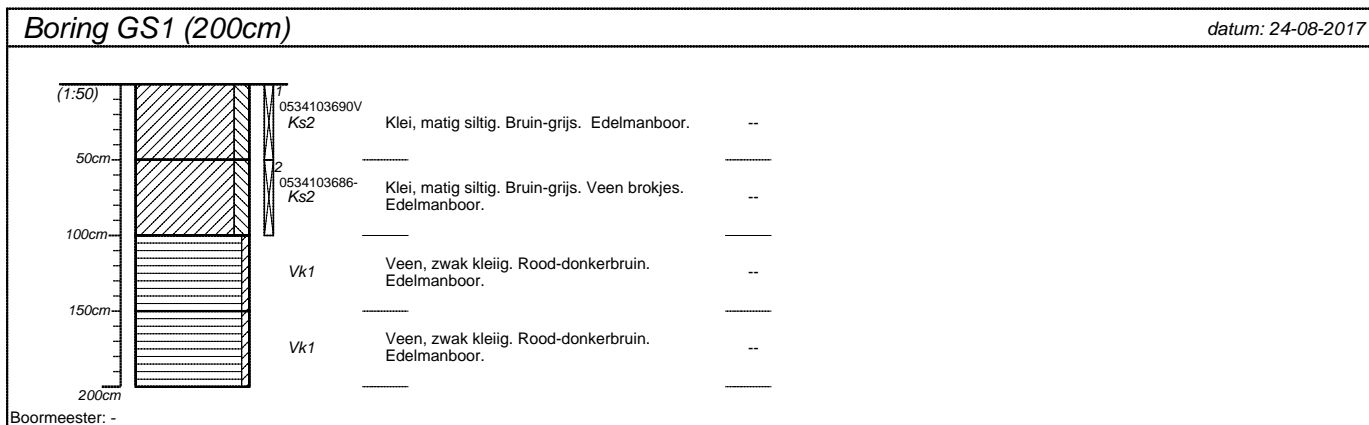 Boring GS1 (200cm)
datum: 24-08-2017
(1:50)
1
0534103690V
Ks2
Klei, matig siltig. Bruin-grijs.  Edelmanboor.
--
50cm
2
0534103686-
Ks2
Klei, matig siltig. Bruin-grijs. Veen brokjes.
Edelmanboor.
--
100cm
Vk1
Veen, zwak kleiig. Rood-donkerbruin.
Edelmanboor.
--
150cm
Vk1
Veen, zwak kleiig. Rood-donkerbruin.
Edelmanboor.
--
200cm
Boormeester: -